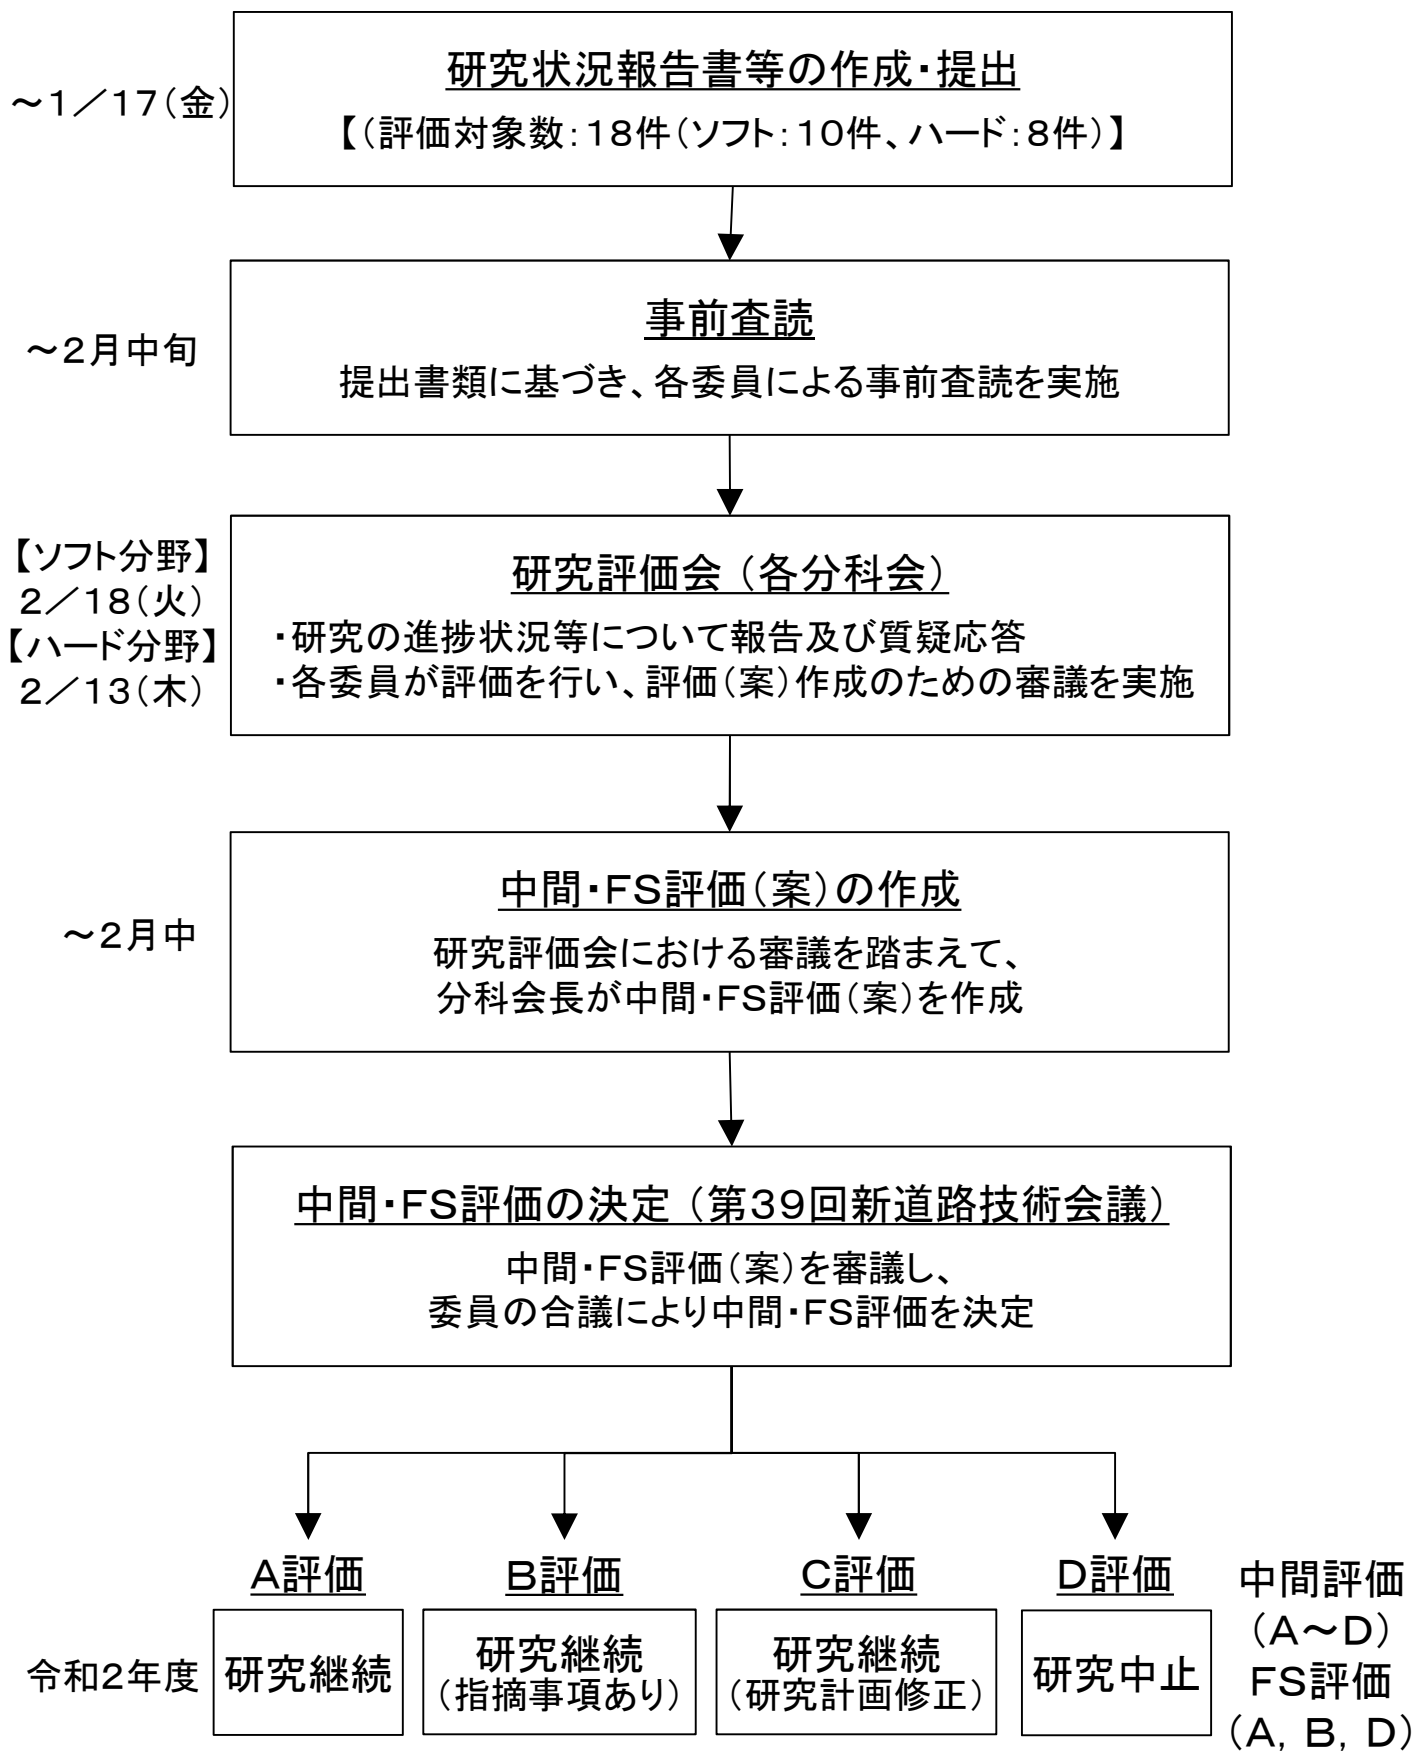 研究状況報告書等の作成・提出
～1／17（金）
【（評価対象数：18件（ソフト：10件、ハード：8件）】
事前査読
～2月中旬
提出書類に基づき、各委員による事前査読を実施
【ソフト分野】
2／18（火）
【ハード分野】
2／13（木）
研究評価会（各分科会）
・研究の進捗状況等について報告及び質疑応答
・各委員が評価を行い、評価（案）作成のための審議を実施
中間・FS評価（案）の作成
～2月中
研究評価会における審議を踏まえて、
分科会長が中間・FS評価（案）を作成
中間・FS評価の決定（第39回新道路技術会議）
中間・FS評価（案）を審議し、
委員の合議により中間・FS評価を決定
A評価
B評価
C評価
D評価
令和2年度
研究継続
研究継続
（指摘事項あり）
研究継続
（研究計画修正）
研究中止
中間評価
（A～D）
FS評価
（A, B, D）